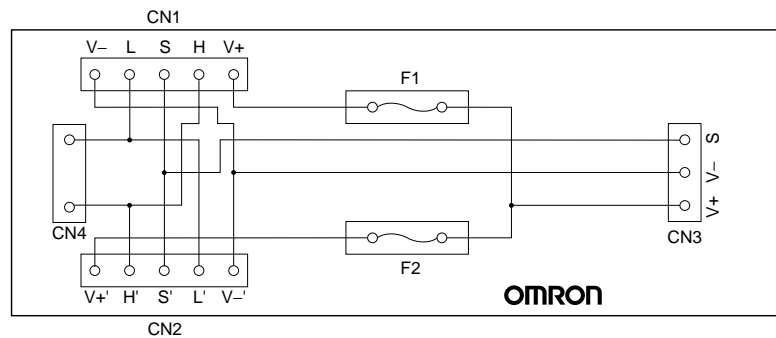 CN1
V− L S H V+
F1
S
V−
V+
CN4
CN3
F2
V+' H' S' L' V−'
OMRON
CN2